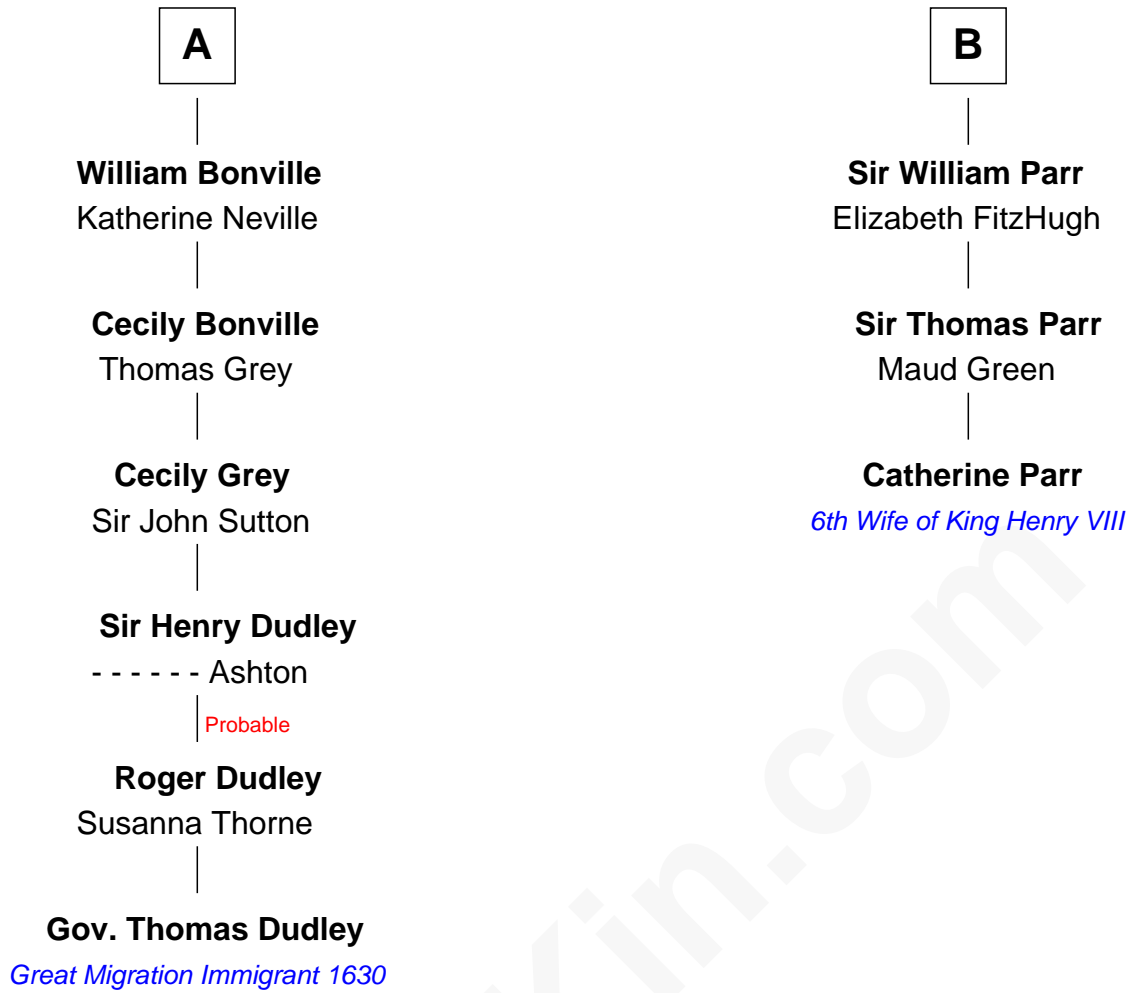 A
William Bonville
Katherine Neville
Cecily Bonville
Thomas Grey
Cecily Grey
Sir John Sutton
Sir Henry Dudley
- - - - - - Ashton
Probable
Roger Dudley
Susanna Thorne
Gov. Thomas Dudley
Great Migration Immigrant 1630
B
Sir William Parr
Elizabeth FitzHugh
Sir Thomas Parr
Maud Green
Catherine Parr
6th Wife of King Henry VIII